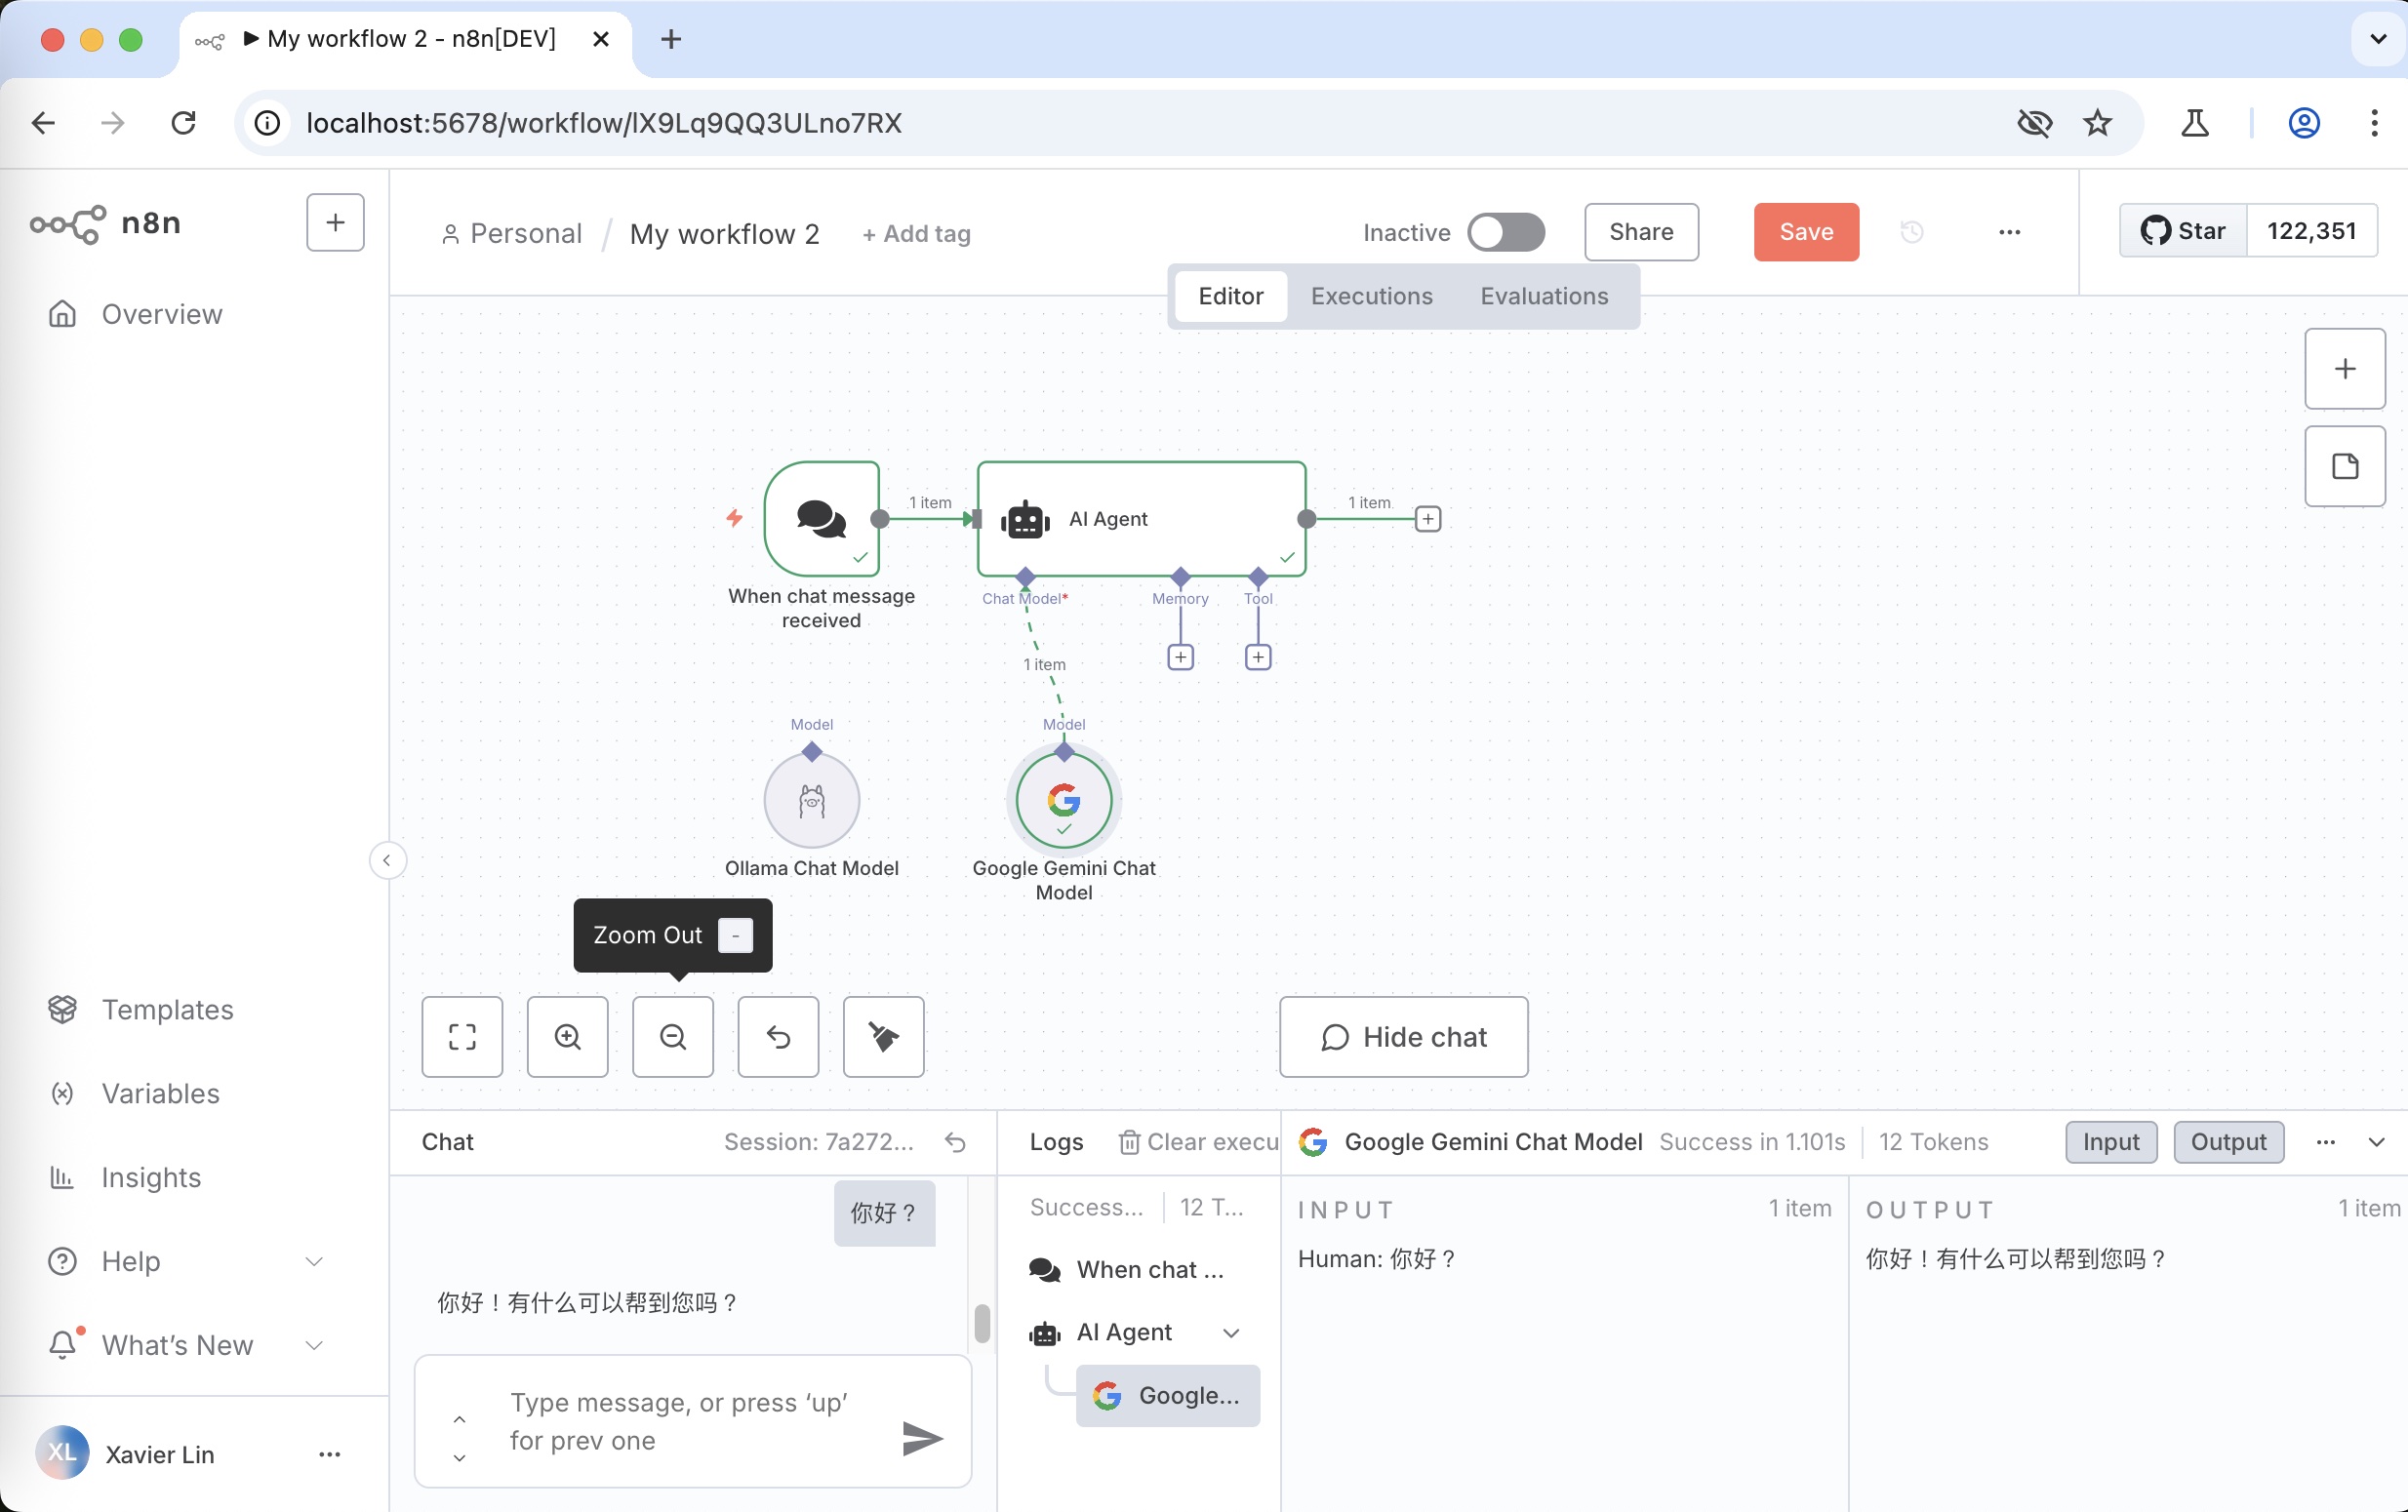 My workflow 2 - n8n[DEV]
localhost:5678/workflow/lX9Lq9QQ3ULno7RX
n8n
Overview
Templates
Variables
Insights
Help
What's New
XL
Xavier Lin
Personal / My workflow 2 + Add tag
Inactive
Share
Save
Star 122,351
Editor Executions Evaluations
1 item
AI Agent
1 item
When chat message
received
Chat Model*
Memory
Tool
1 item
Model
Model
Ollama Chat Model
Google Gemini Chat
Model
Zoom Out -
Hide chat
Chat
Session: 7a272...
你好？
你好！有什么可以帮到您吗？
Type message, or press ‘up’
for prev one
Logs
Clear execu
Success... 12 T...
When chat ...
AI Agent
Google...
Google Gemini Chat Model Success in 1.101s 12 Tokens
Input
Output
INPUT 1 item
Human: 你好？
OUTPUT 1 item
你好！有什么可以帮到您吗？